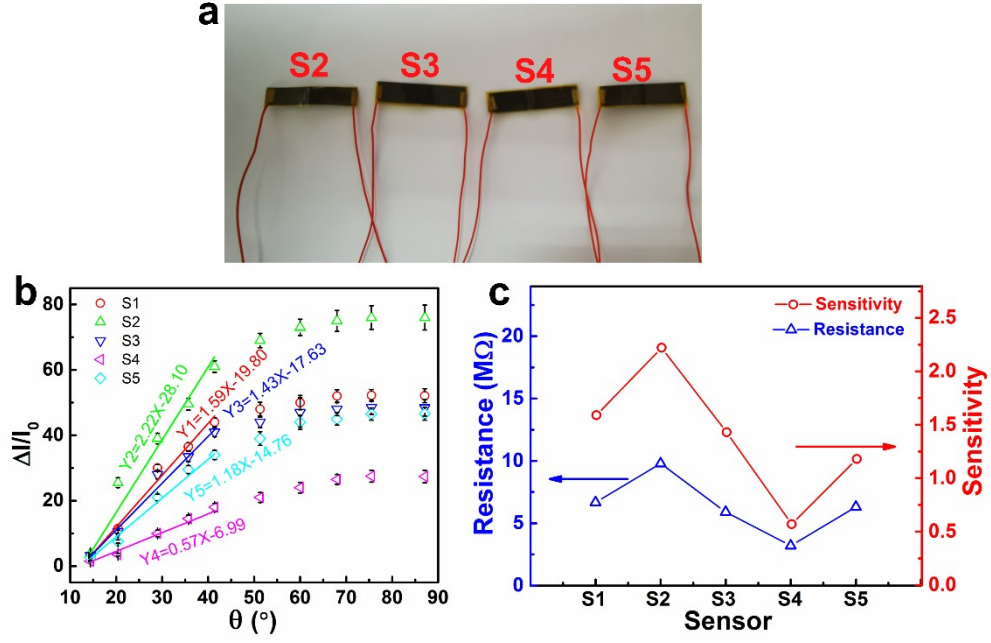 a
S2 S3 S4 S5
b
ΔI/I₀
80
60
40
20
0
S1
S2
S3
S4
S5
Y2=2.22X-28.10
Y1=1.59X-19.80
Y3=1.43X-17.63
Y5=1.18X-14.76
Y4=0.57X-6.99
10 20 30 40 50 60 70 80 90
θ (°)
c
Resistance (MΩ)
20
15
10
5
0
Sensitivity
Resistance
2.5
2.0
1.5
1.0
0.5
0.0
Sensitivity
S1 S2 S3 S4 S5
Sensor